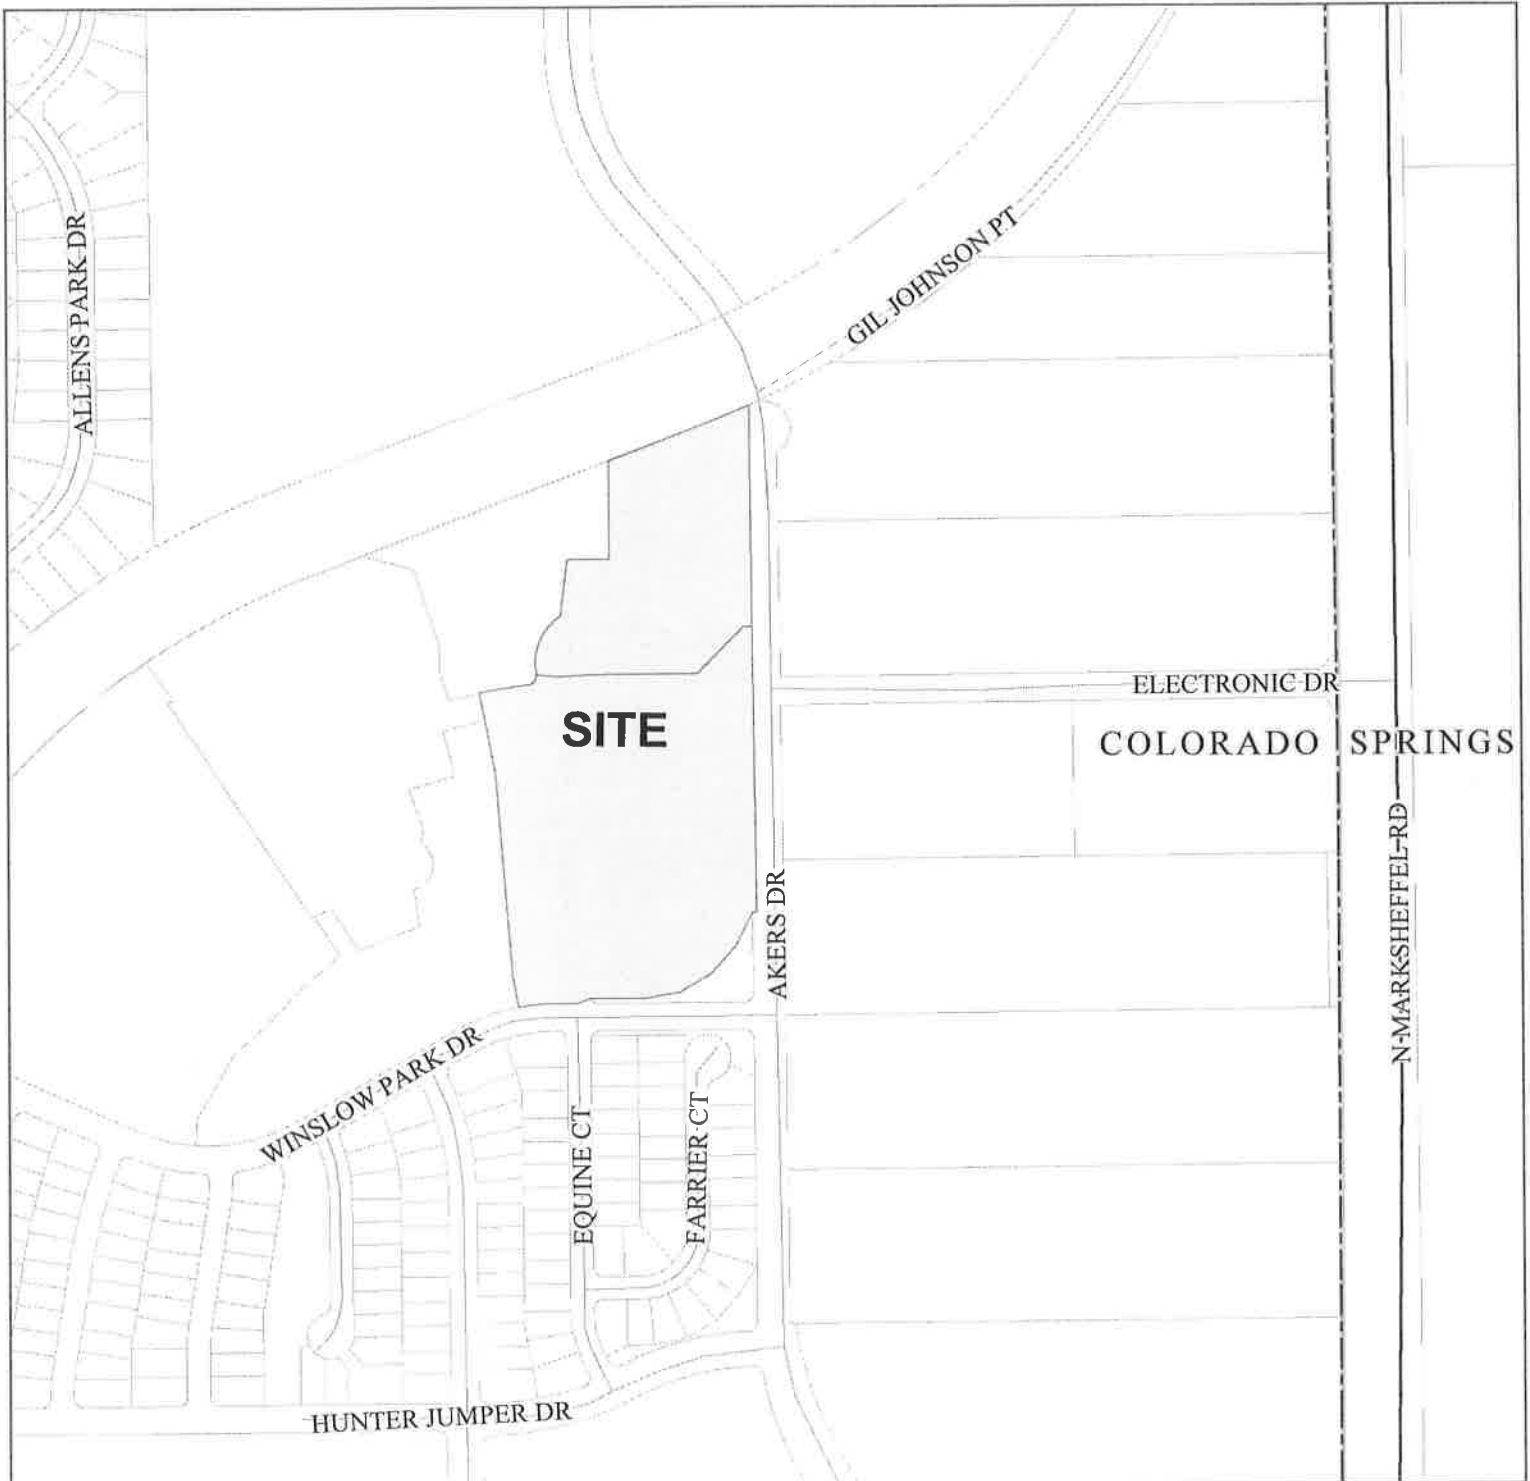 ALLENS PARK DR
GIL JOHNSON PT
ELECTRONIC DR
SITE
COLORADO SPRINGS
AKERS DR
N MARKSHEFFEL RD
WINSLOW PARK DR
EQUINE CT
FARRIER CT
HUNTER JUMPER DR